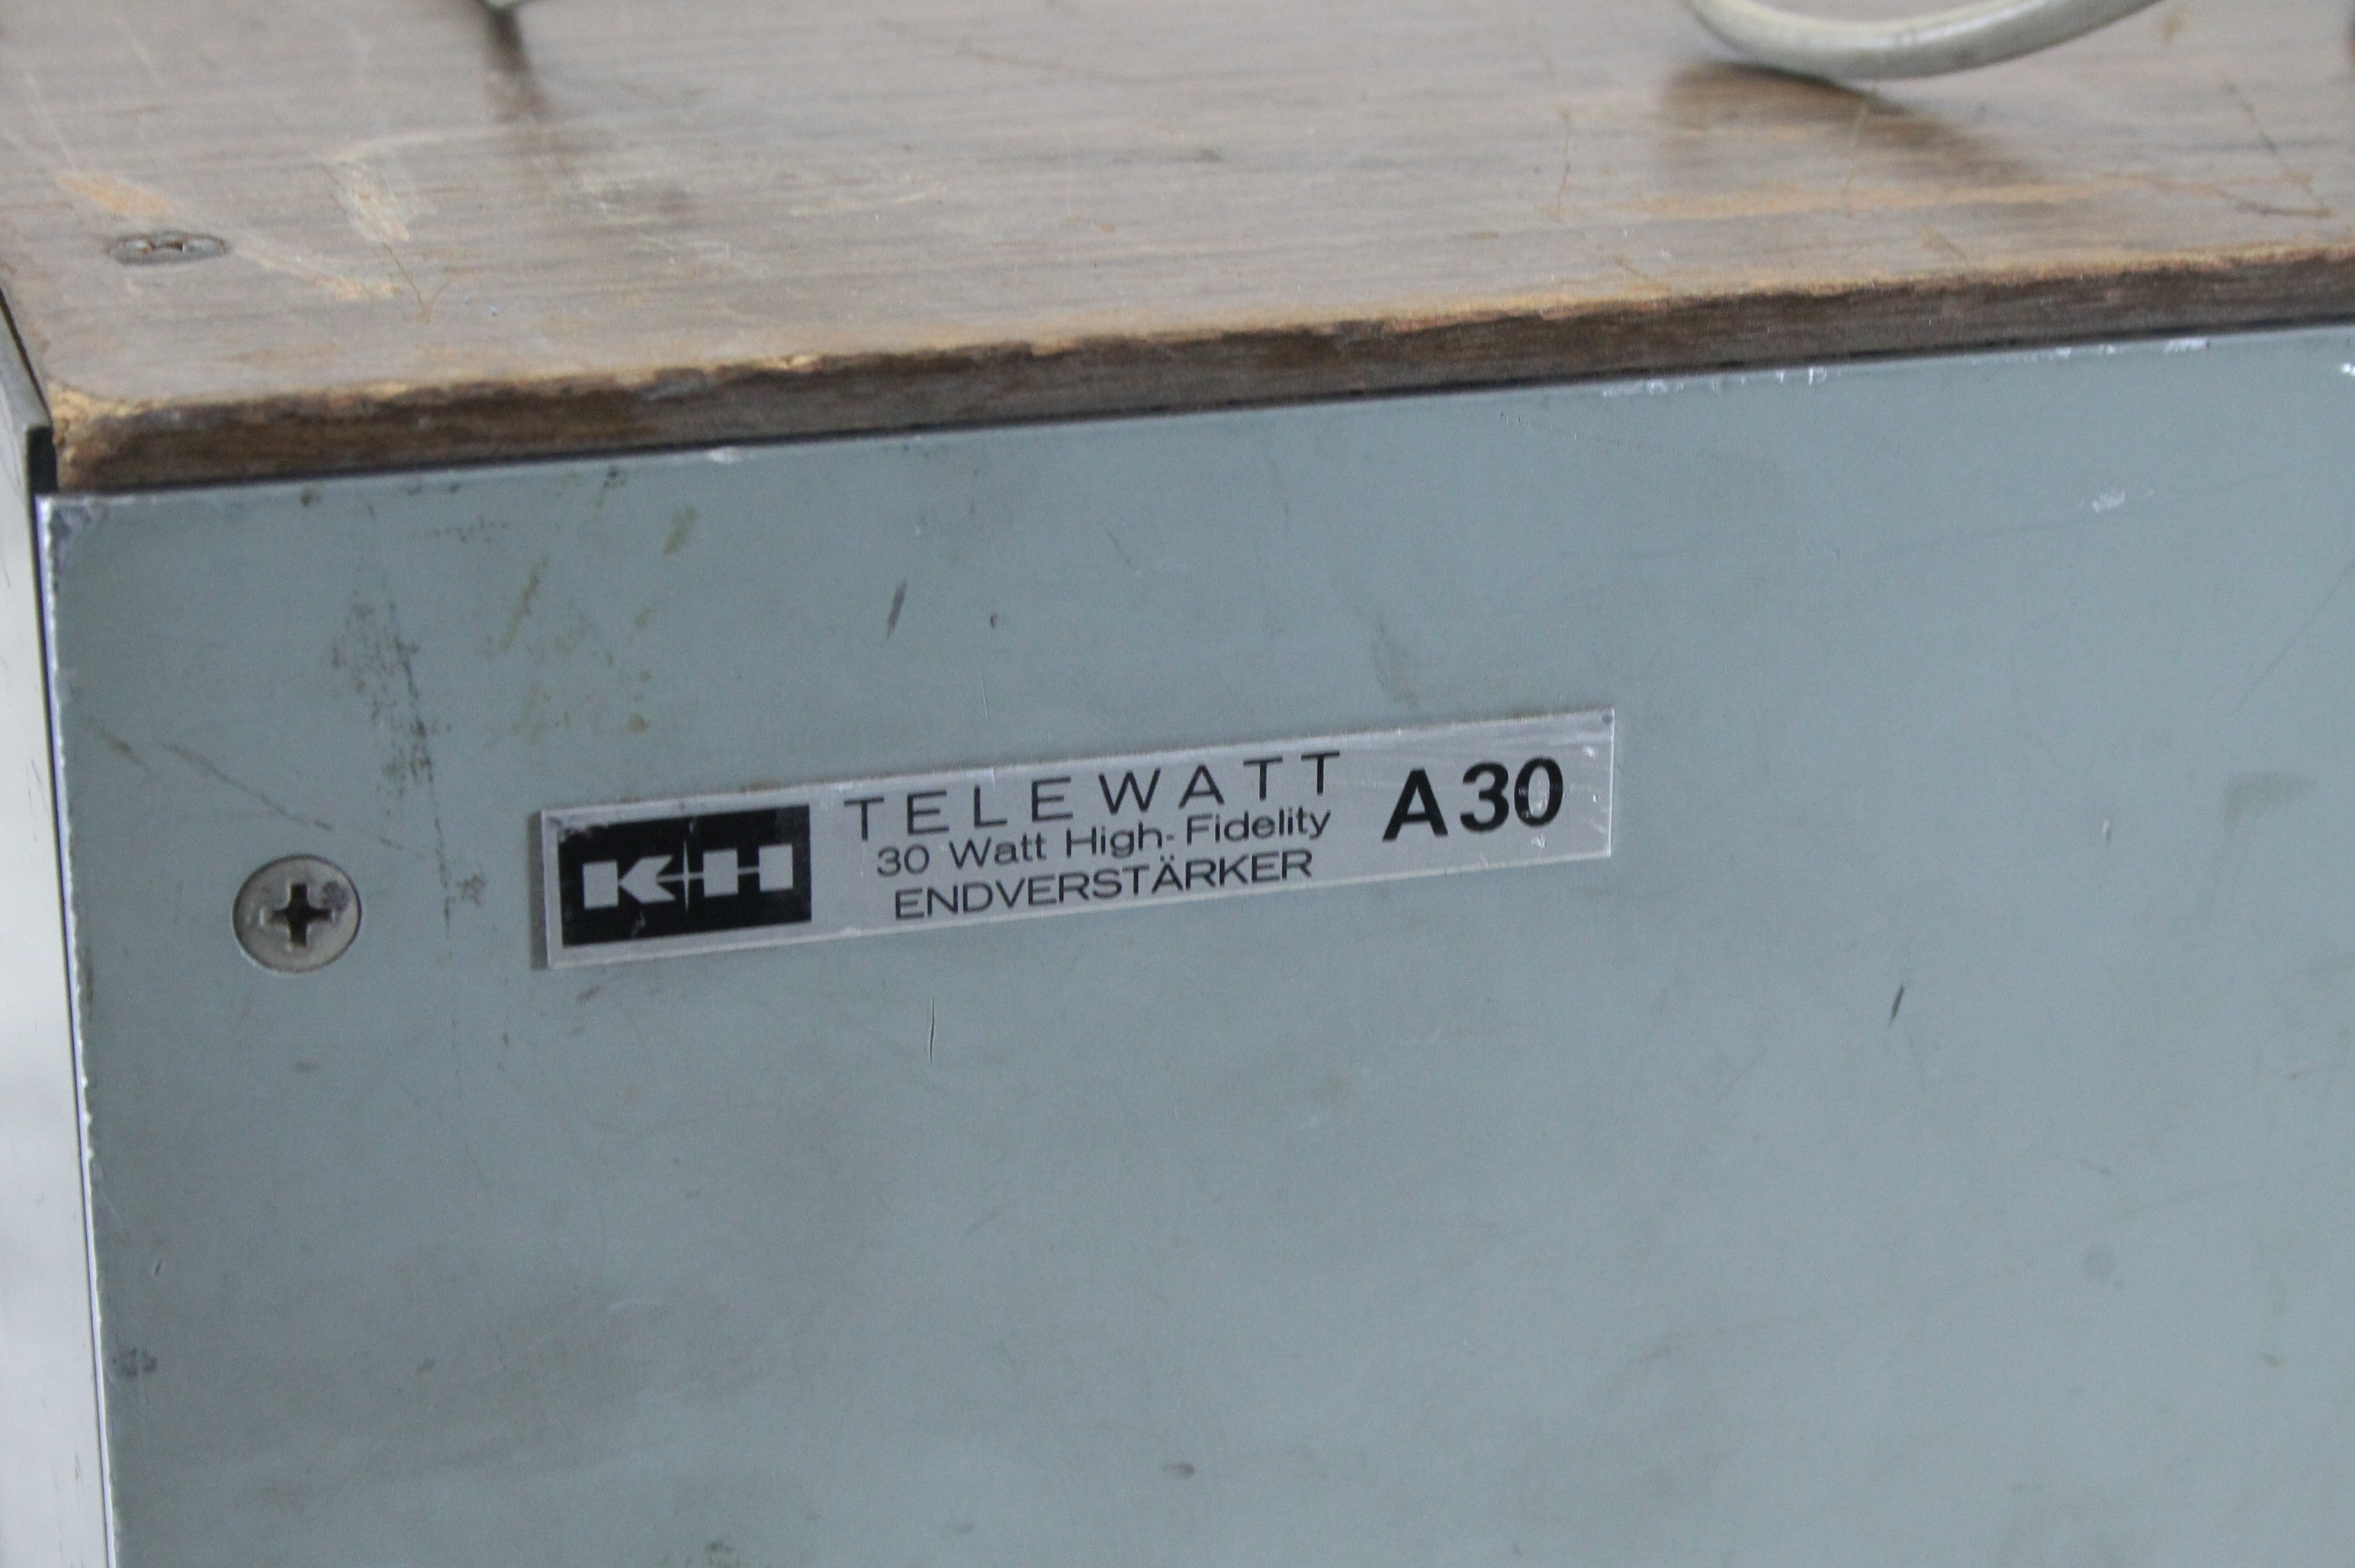 K+H
TELEWATT
30 Watt High-Fidelity
ENDVERSTÄRKER
A30